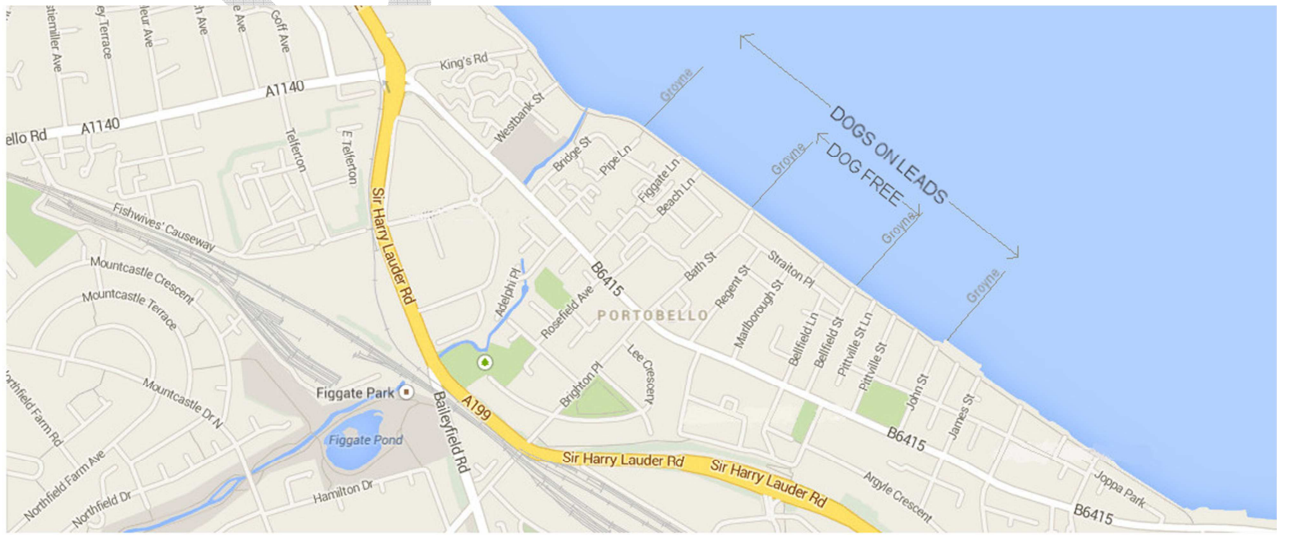 Goff Ave
King's Rd
A1140
A1140
Telferton
E Telferton
Westbank St
Bridge St
Pipe Ln
Figgate Ln
Beach Ln
Groyne
Groyne
Groyne
Groyne
DOGS ON LEADS
DOG FREE
Sir Harry Lauder Rd
Fishwives' Causeway
Mountcastle Crescent
Mountcastle Terrace
Mountcastle Dr N
Adelphi Pl
Rosefield Ave
B6415
PORTOBELLO
Bath St
Straiton Pl
Regent St
Marlborough St
Bellfield Ln
Bellfield St
Pittville St Ln
Pittville St
John St
James St
Lee Crescent
Brighton Pl
Figgate Park
Figgate Pond
A199
Baileyfield Rd
Sir Harry Lauder Rd
Sir Harry Lauder Rd
B6415
Argyle Crescent
Joppa Park
B6415
Northfield Farm Ave
Northfield Dr
Hamilton Dr
Farm Rd
ello Rd